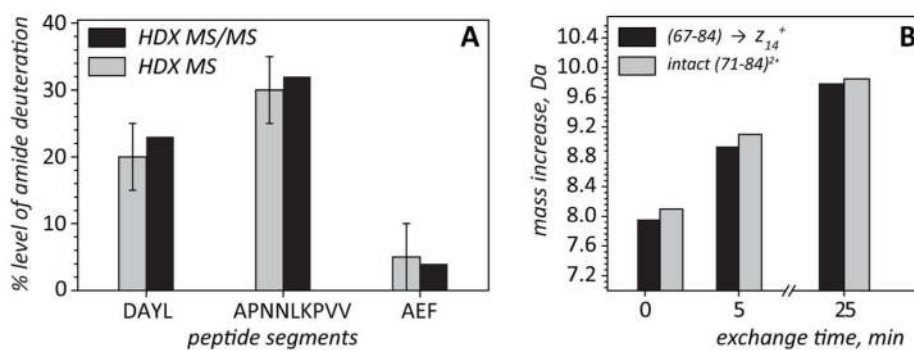 % level of amide deuteration
40
30
20
10
0
HDX MS/MS
HDX MS
A
DAYL
APNNLKPVV
AEF
peptide segments
mass increase, Da
10.4
10.0
9.6
9.2
8.8
8.4
8.0
7.6
7.2
(67-84) → z₁₄⁺
intact (71-84)²⁺
B
0
5
25
exchange time, min